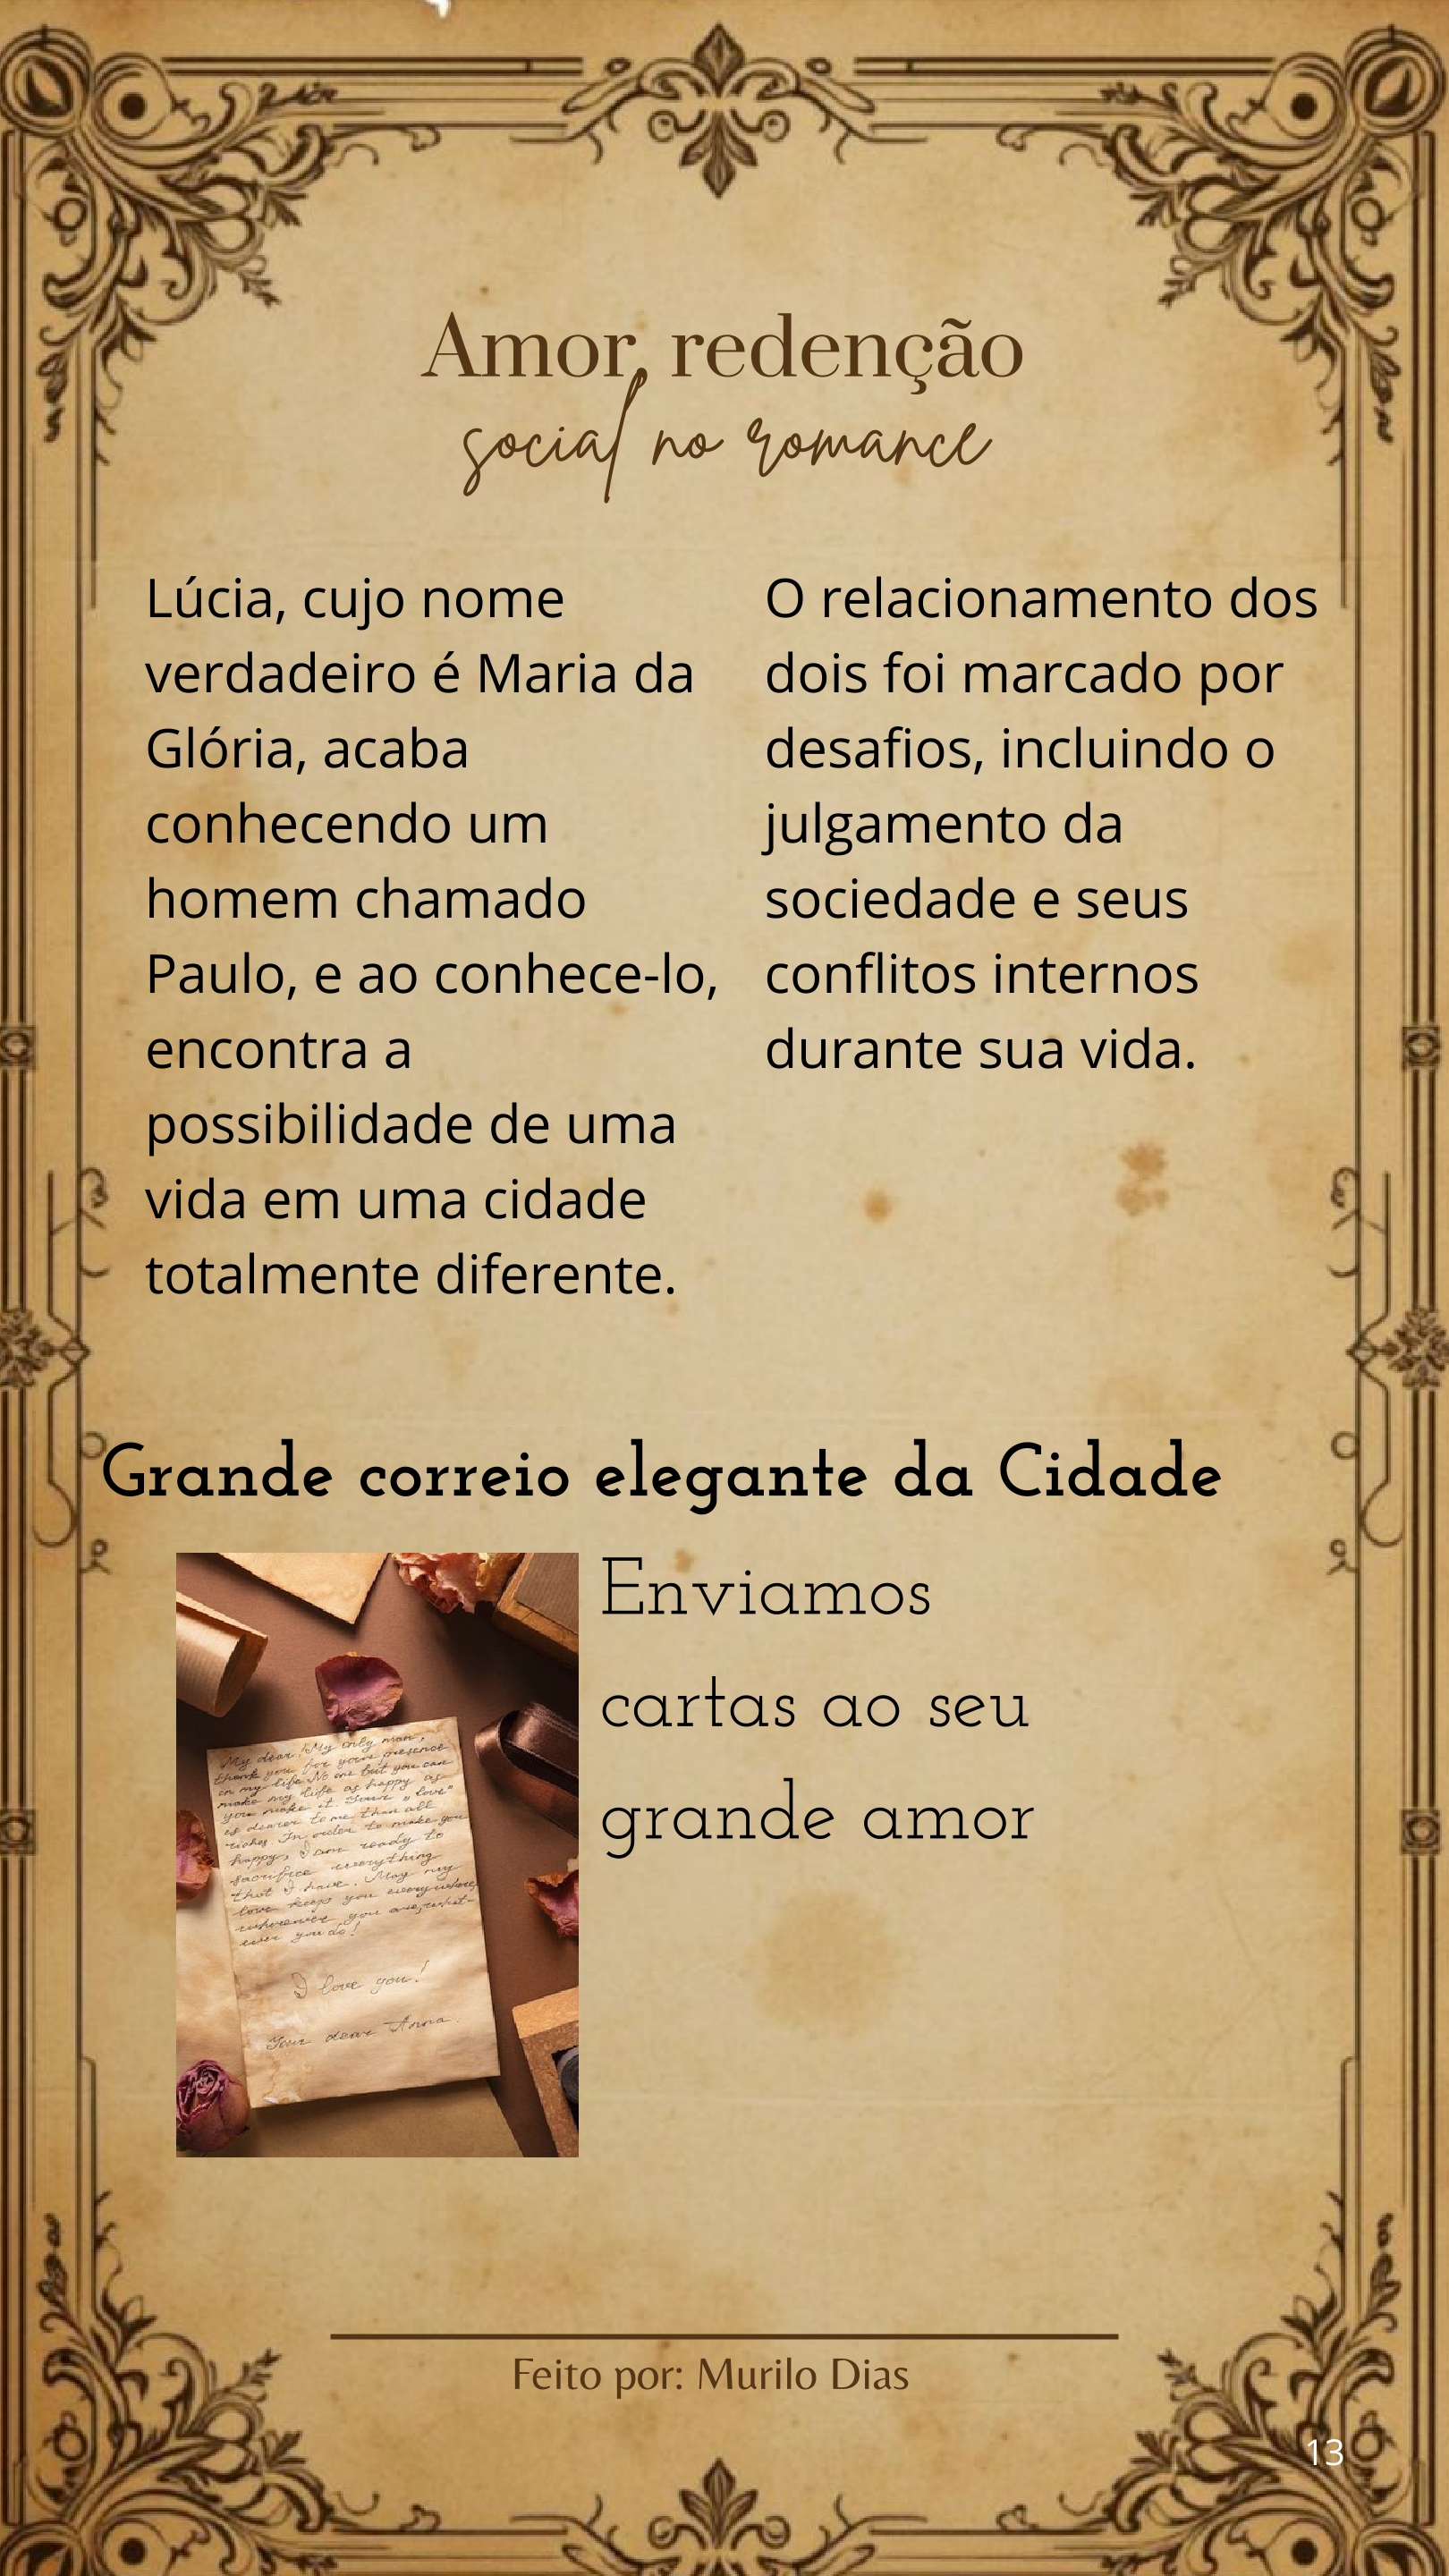 Amor, redenção
social no romance
Lúcia, cujo nome
verdadeiro é Maria da
Glória, acaba
conhecendo um
homem chamado
Paulo, e ao conhece-lo,
encontra a
possibilidade de uma
vida em uma cidade
totalmente diferente.
O relacionamento dos
dois foi marcado por
desafios, incluindo o
julgamento da
sociedade e seus
conflitos internos
durante sua vida.
Grande correio elegante da Cidade
Enviamos
cartas ao seu
grande amor
My dear! My only man,
thank you for your presence
in my life. No one but you can
make my life as happy as
you make it. Your "love"
is dearer to me than all
riches. In order to make you
happy, I am ready to
sacrifice everything
that I have. May my
love keep you everywhere,
wherever you are, what-
ever you do!
I love you!
Your dear Anna.
Feito por: Murilo Dias
13